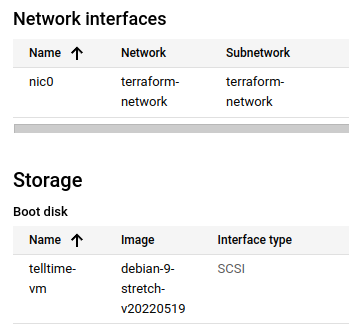 Network interfaces
Name ↑ Network Subnetwork
nic0 terraform- terraform-
network network
Storage
Boot disk
Name ↑ Image Interface type
telltime- debian-9- SCSI
vm stretch-
v20220519